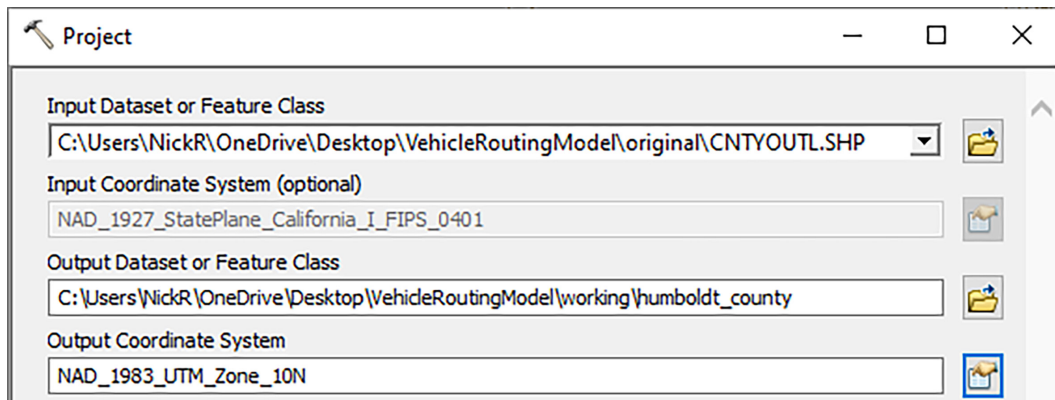 Project
Input Dataset or Feature Class
C:\Users\NickR\OneDrive\Desktop\VehicleRoutingModel\original\CNTYOUTL.SHP
Input Coordinate System (optional)
NAD_1927_StatePlane_California_I_FIPS_0401
Output Dataset or Feature Class
C:\Users\NickR\OneDrive\Desktop\VehicleRoutingModel\working\humboldt_county
Output Coordinate System
NAD_1983_UTM_Zone_10N